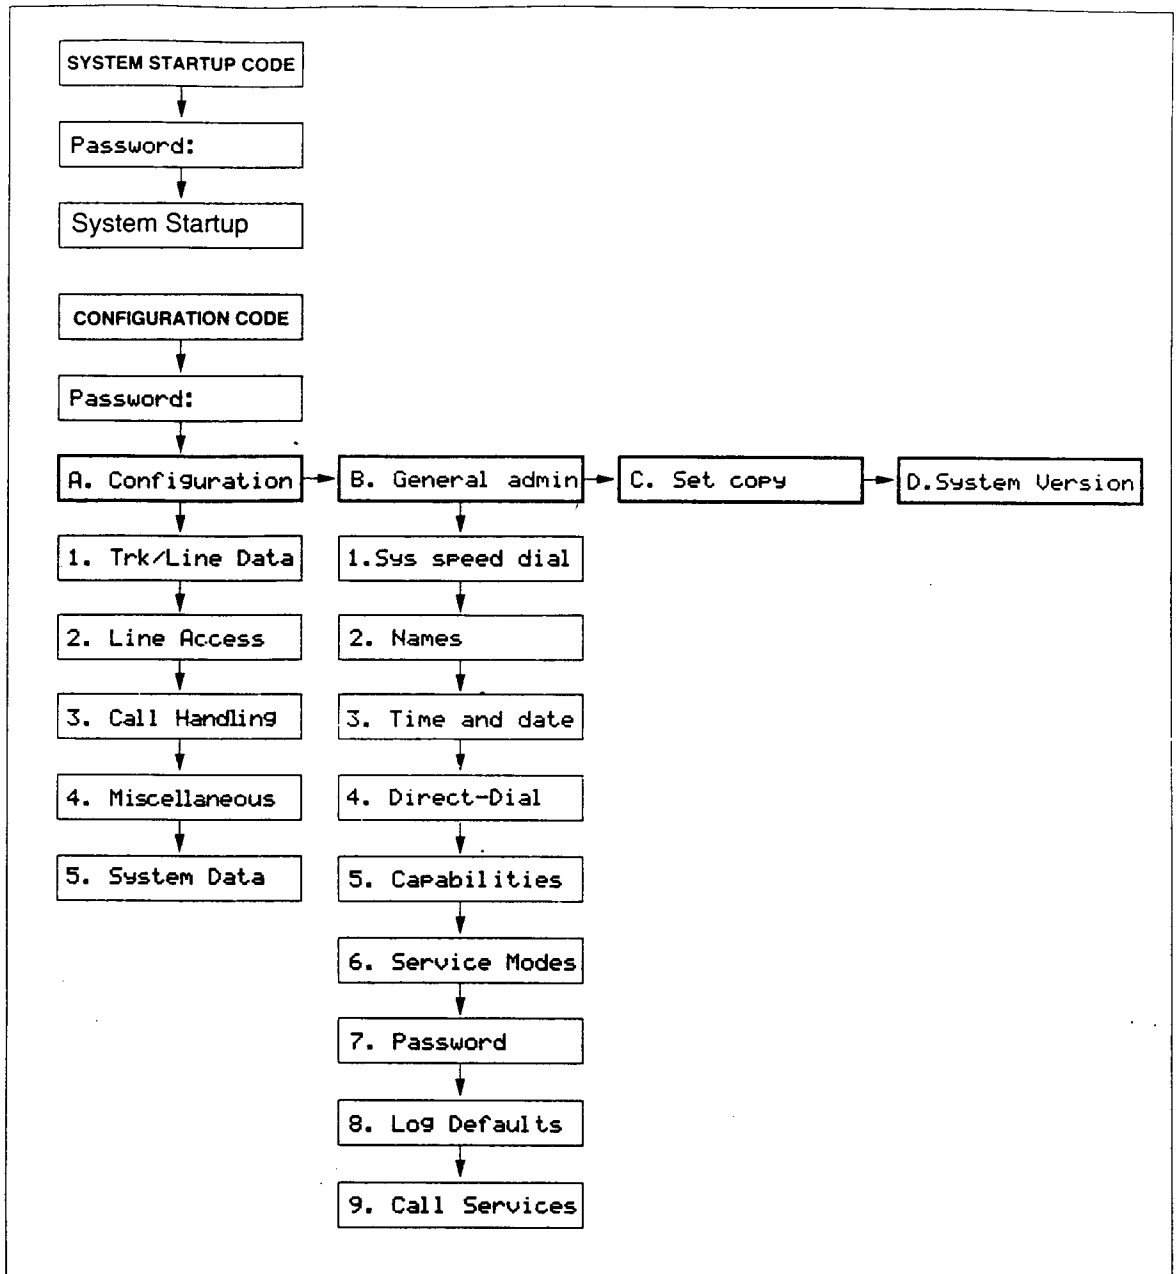 SYSTEM STARTUP CODE
Password:
System Startup
CONFIGURATION CODE
Password:
A. Configuration
B. General admin
C. Set copy
D.System Version
1. Trk/Line Data
2. Line Access
3. Call Handling
4. Miscellaneous
5. System Data
1.Sys speed dial
2. Names
3. Time and date
4. Direct-Dial
5. Capabilities
6. Service Modes
7. Password
8. Log Defaults
9. Call Services